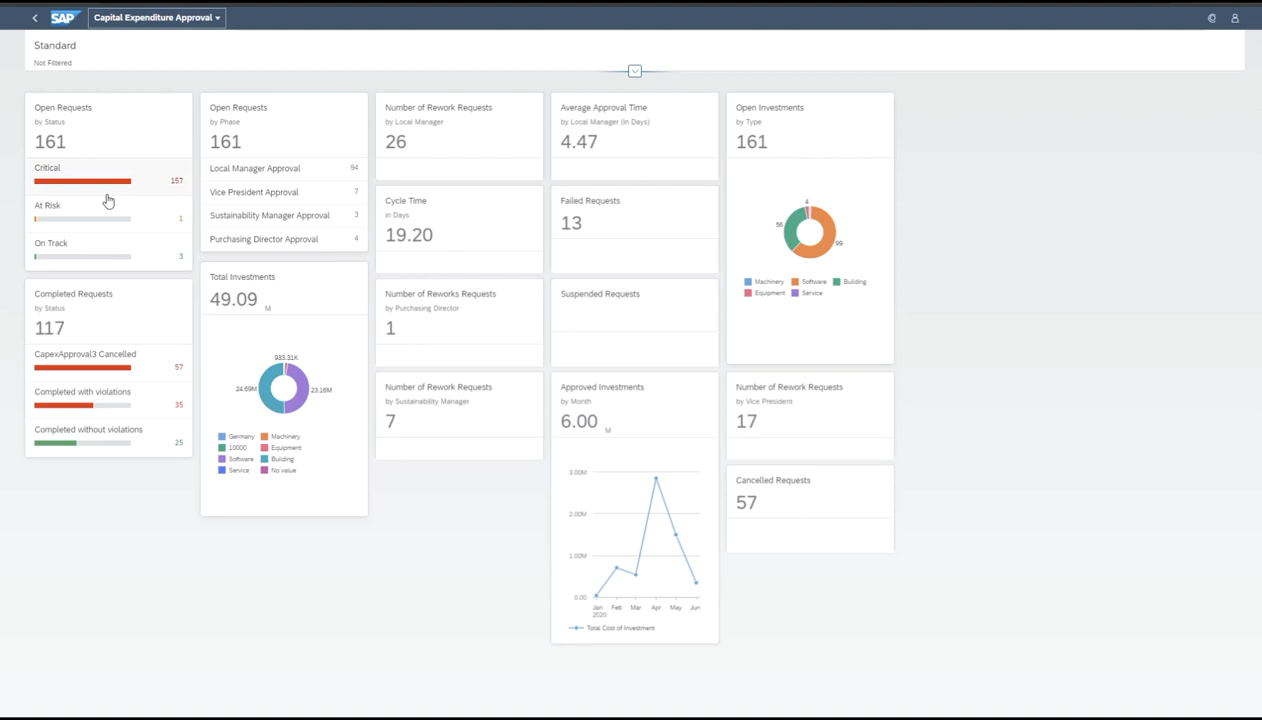 SAP
Capital Expenditure Approval
Standard
Not Filtered
Open Requests
by Status
161
Critical
157
At Risk
1
On Track
3
Completed Requests
by Status
117
CapexApproval3 Cancelled
57
Completed with violations
35
Completed without violations
25
Open Requests
by Phase
161
Local Manager Approval 94
Vice President Approval 7
Sustainability Manager Approval 3
Purchasing Director Approval 4
Total Investments
49.09 M
933.31K
24.69M 23.16M
Germany Machinery
10000 Equipment
Software Building
Service No value
Number of Rework Requests
by Local Manager
26
Cycle Time
in Days
19.20
Number of Reworks Requests
by Purchasing Director
1
Number of Rework Requests
by Sustainability Manager
7
Average Approval Time
by Local Manager (in Days)
4.47
Failed Requests
13
Suspended Requests
Approved Investments
by Month
6.00 M
3.00M
2.00M
1.00M
0.00
Jan Feb Mar Apr May Jun
2020
Total Cost of Investment
Open Investments
by Type
161
4
56
99
Machinery Software Building
Equipment Service
Number of Rework Requests
by Vice President
17
Cancelled Requests
57